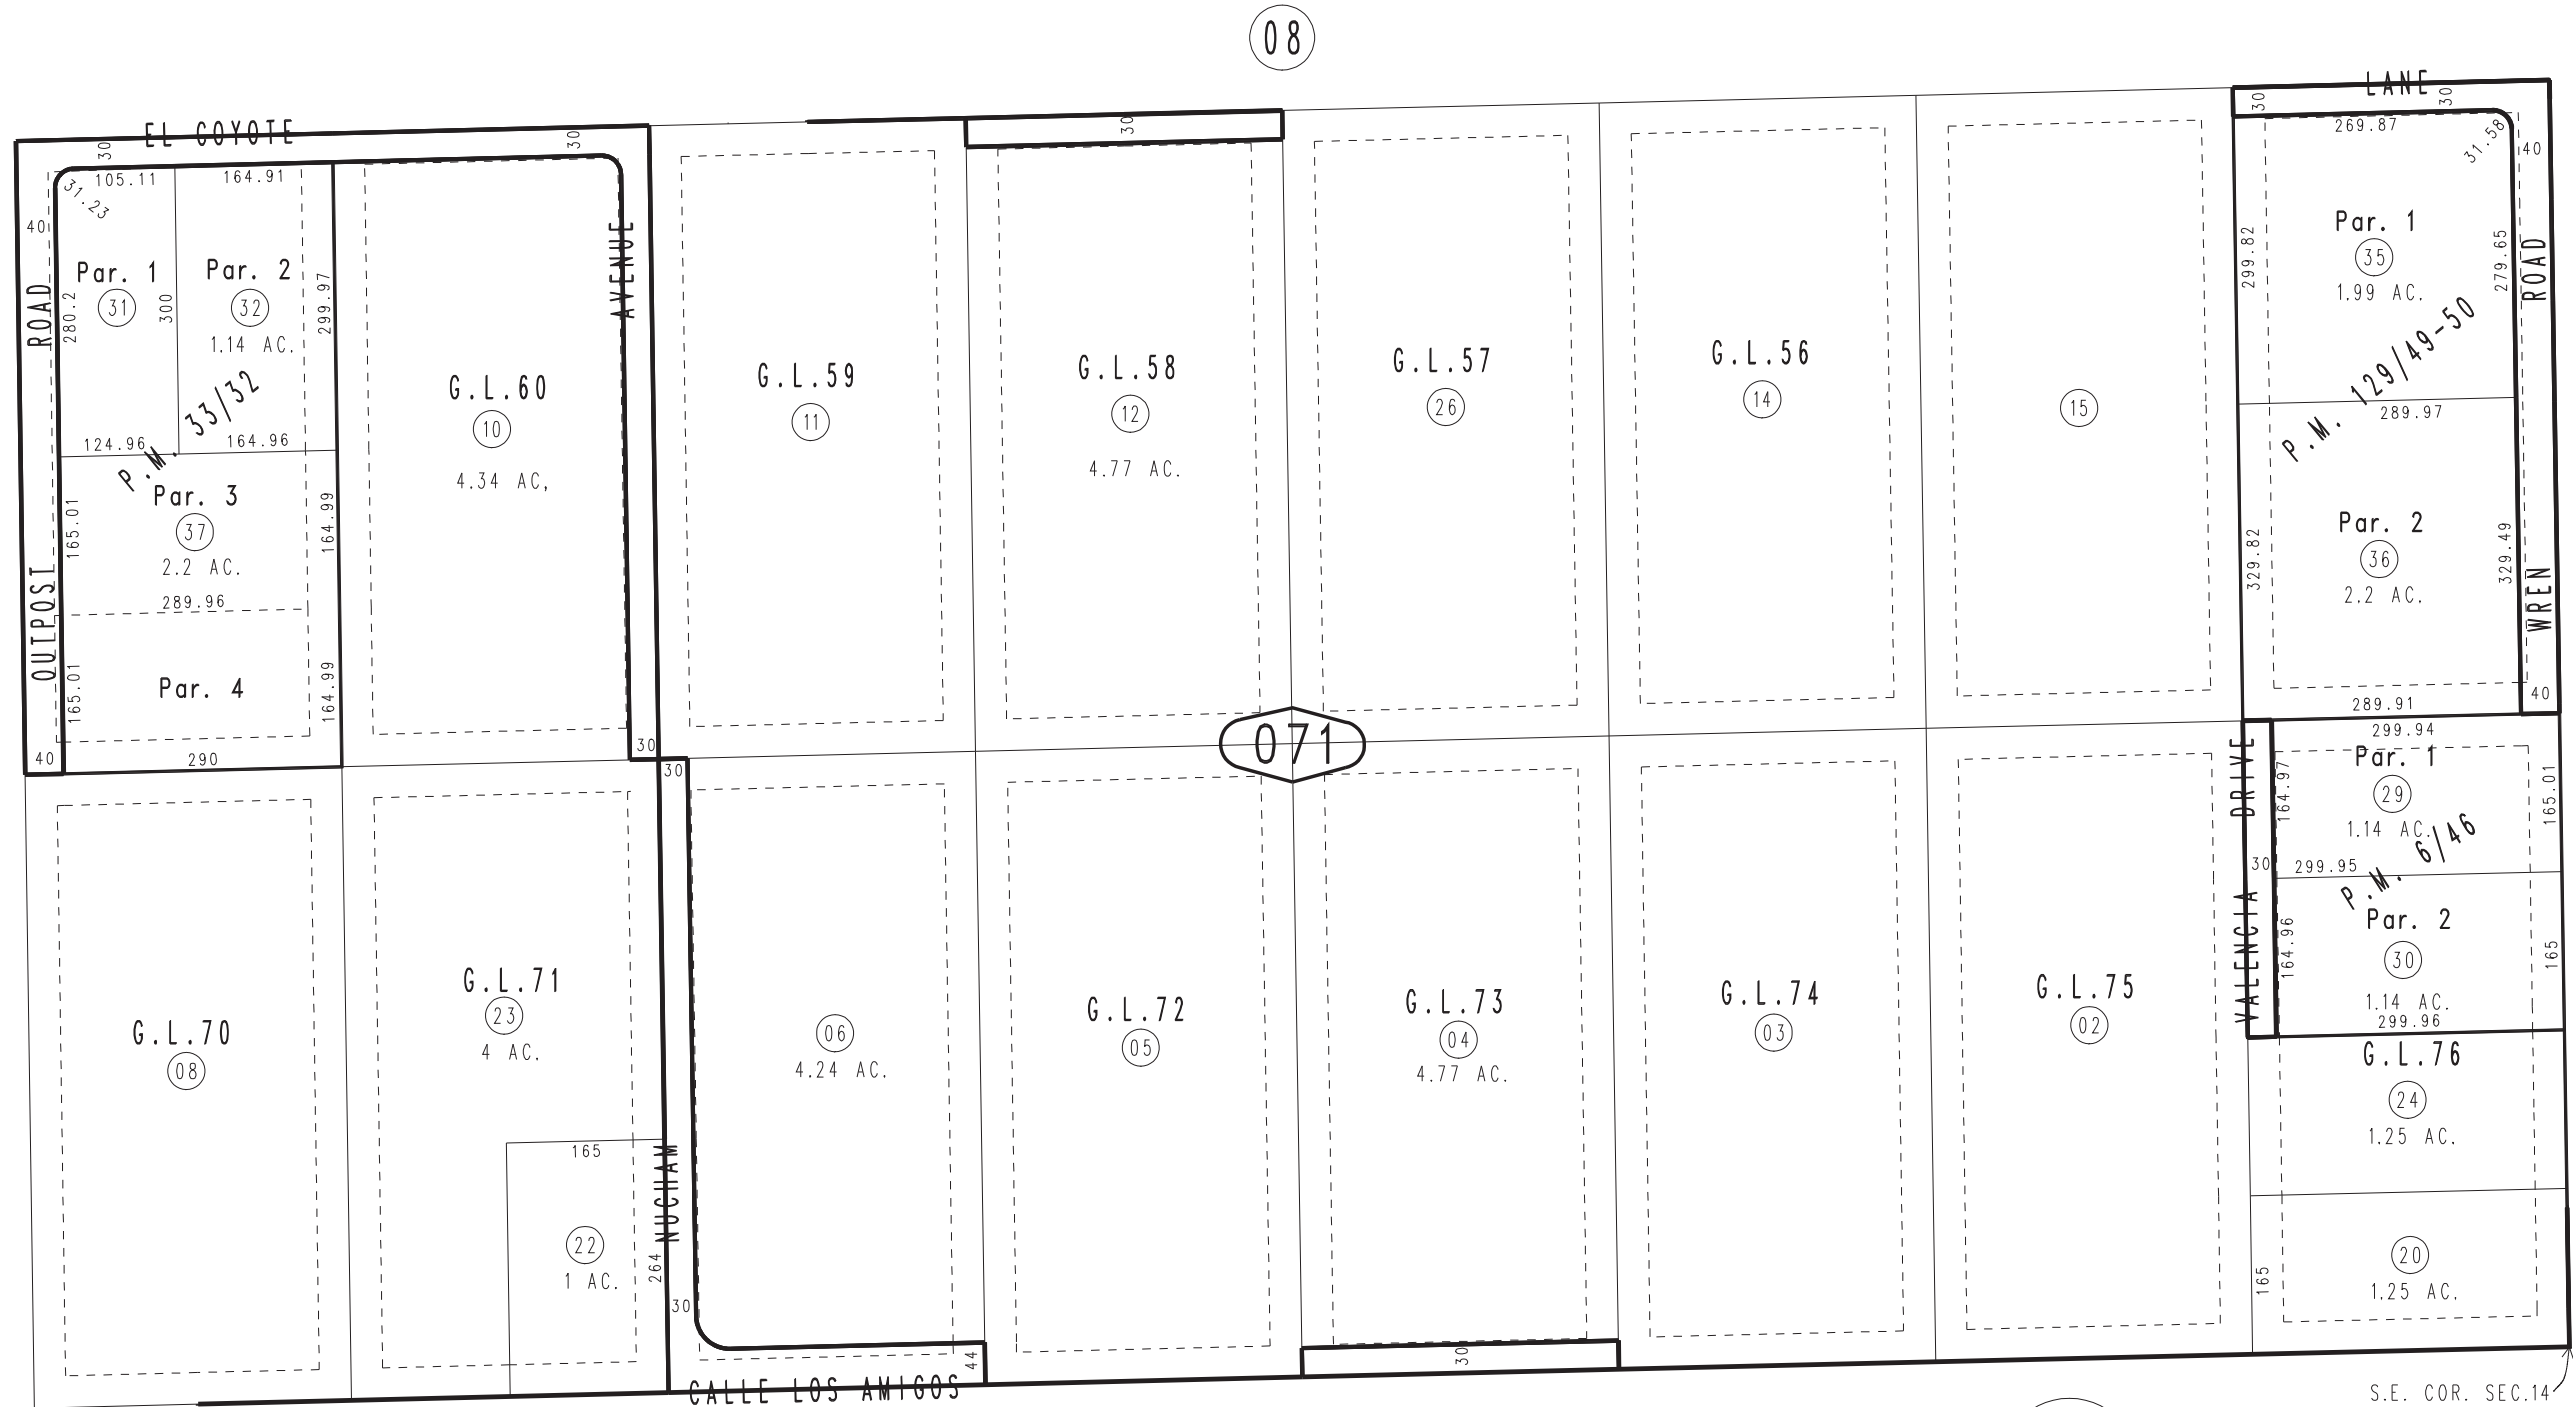 08
EL COYOTE
LANE
30
30
30
30
30
105.11
164.91
31.23
269.87
31.58
40
40
ROAD
QUIPOSI
AVENUE
ROAD
WREN
Par. 1
31
280.2
300
Par. 2
32
1.14 AC.
299.97
P.M. 33/32
124.96
164.96
Par. 3
37
2.2 AC.
165.01
164.99
289.96
Par. 4
165.01
164.99
40
290
G.L.60
10
4.34 AC,
30
G.L.59
11
G.L.58
12
4.77 AC.
G.L.57
26
G.L.56
14
15
Par. 1
35
1.99 AC.
299.82
279.65
P.M. 129/49-50
289.97
Par. 2
36
2.2 AC.
329.82
329.49
289.91
40
071
G.L.70
08
G.L.71
23
4 AC.
165
22
1 AC.
264
30
NUCHAM
30
06
4.24 AC.
44
CALLE LOS AMIGOS
G.L.72
05
G.L.73
04
4.77 AC.
30
G.L.74
03
G.L.75
02
VALENCIA DRIVE
30
299.94
Par. 1
29
1.14 AC.
164.97
165.01
P.M. 6/46
299.95
Par. 2
30
1.14 AC.
164.96
165
299.96
G.L.76
24
1.25 AC.
20
1.25 AC.
165
S.E. COR. SEC.14